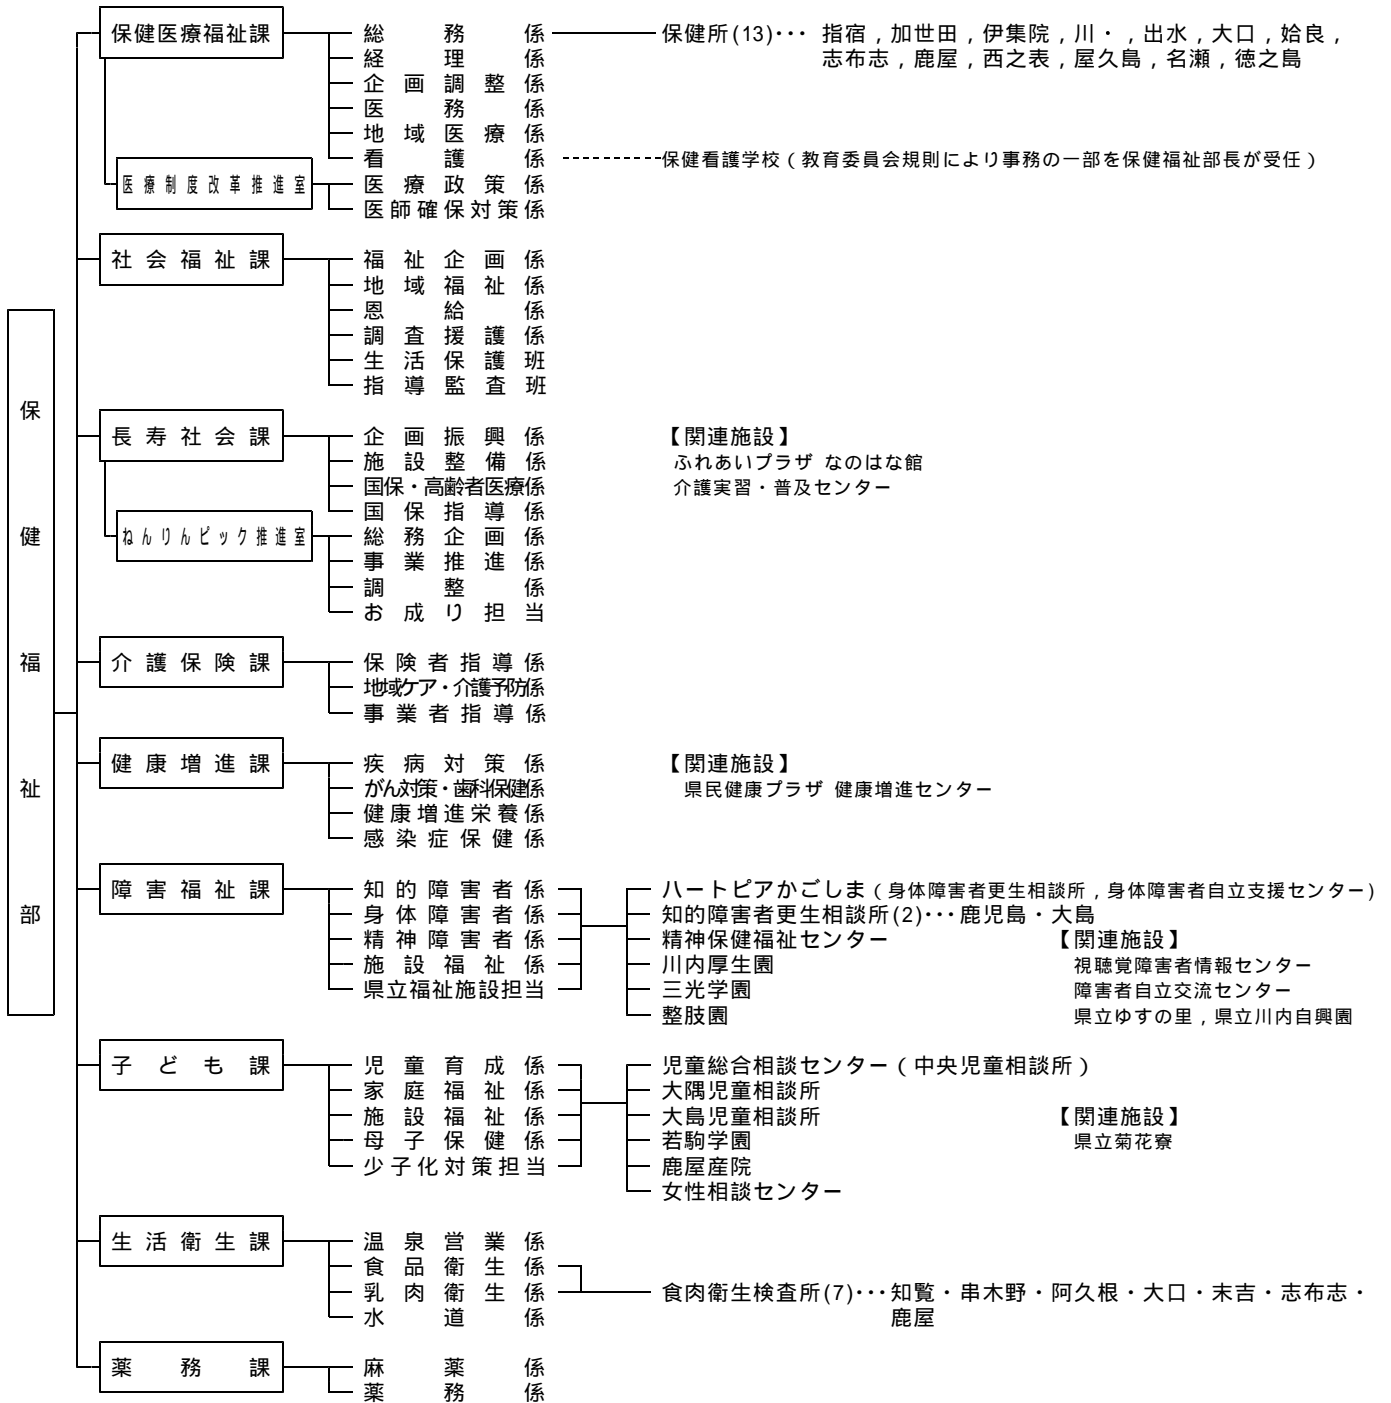 保健福祉部
保健医療福祉課
総務係
保健所(13)･･･ 指宿，加世田，伊集院，川・，出水，大口，姶良，
志布志，鹿屋，西之表，屋久島，名瀬，徳之島
経理係
企画調整係
医務係
地域医療係
看護係
保健看護学校（教育委員会規則により事務の一部を保健福祉部長が受任）
医療制度改革推進室
医療政策係
医師確保対策係
社会福祉課
福祉企画係
地域福祉係
恩給係
調査援護係
生活保護班
指導監査班
長寿社会課
企画振興係
施設整備係
国保・高齢者医療係
国保指導係
【関連施設】
ふれあいプラザ なのはな館
介護実習・普及センター
ねんりんピック推進室
総務企画係
事業推進係
調整係
お成り担当
介護保険課
保険者指導係
地域ケア・介護予防係
事業者指導係
健康増進課
疾病対策係
がん対策・歯科保健係
健康増進栄養係
感染症保健係
【関連施設】
県民健康プラザ 健康増進センター
障害福祉課
知的障害者係
身体障害者係
精神障害者係
施設福祉係
県立福祉施設担当
ハートピアかごしま（身体障害者更生相談所，身体障害者自立支援センター）
知的障害者更生相談所(2)･･･鹿児島・大島
精神保健福祉センター
川内厚生園
三光学園
整肢園
【関連施設】
視聴覚障害者情報センター
障害者自立交流センター
県立ゆすの里，県立川内自興園
子ども課
児童育成係
家庭福祉係
施設福祉係
母子保健係
少子化対策担当
児童総合相談センター（中央児童相談所）
大隅児童相談所
大島児童相談所
若駒学園
鹿屋産院
女性相談センター
【関連施設】
県立菊花寮
生活衛生課
温泉営業係
食品衛生係
乳肉衛生係
水道係
食肉衛生検査所(7)･･･知覧・串木野・阿久根・大口・末吉・志布志・
鹿屋
薬務課
麻薬係
薬務係